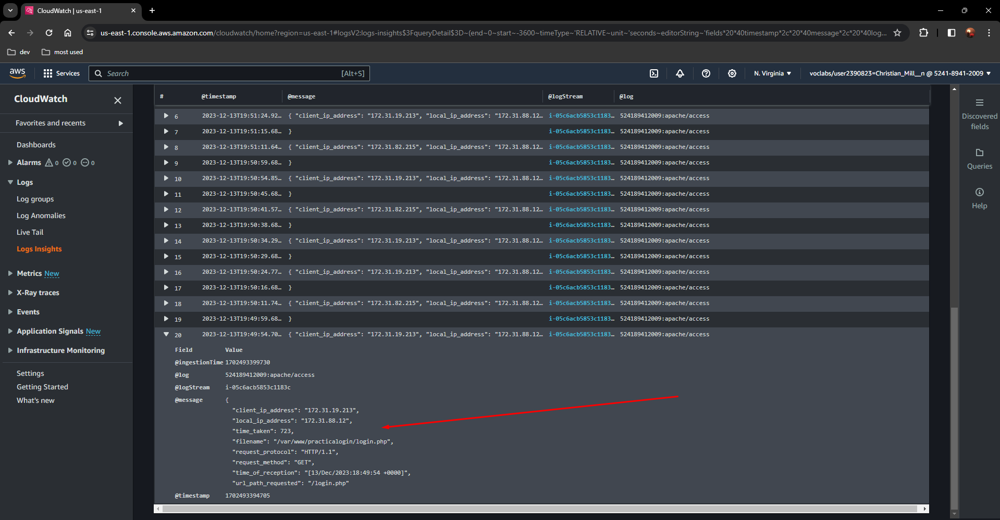 CloudWatch | us-east-1
us-east-1.console.aws.amazon.com/cloudwatch/home?region=us-east-1#logsV2:logs-insights$3FqueryDetail$3D~(end~0~start~-3600~timeType~'RELATIVE~unit~'seconds~editorString~'fields*20*40timestamp*2c*20*40message*2c*20*40log...
dev most used
aws Services Search [Alt+S] N. Virginia voclabs/user2390823=Christian_Mill__n @ 5241-8941-2009
CloudWatch
Favorites and recents
Dashboards
Alarms 0 0 0
Logs
Log groups
Log Anomalies
Live Tail
Logs Insights
Metrics New
X-Ray traces
Events
Application Signals New
Infrastructure Monitoring
Settings
Getting Started
What's new
# @timestamp @message @logStream @log
6 2023-12-13T19:51:24.92… { "client_ip_address": "172.31.19.213", "local_ip_address": "172.31.88.12… i-05c6acb5853c1183… 524189412009:apache/access
7 2023-12-13T19:51:15.68… } i-05c6acb5853c1183… 524189412009:apache/access
8 2023-12-13T19:51:11.64… { "client_ip_address": "172.31.82.215", "local_ip_address": "172.31.88.12… i-05c6acb5853c1183… 524189412009:apache/access
9 2023-12-13T19:50:59.68… } i-05c6acb5853c1183… 524189412009:apache/access
10 2023-12-13T19:50:54.85… { "client_ip_address": "172.31.19.213", "local_ip_address": "172.31.88.12… i-05c6acb5853c1183… 524189412009:apache/access
11 2023-12-13T19:50:45.68… } i-05c6acb5853c1183… 524189412009:apache/access
12 2023-12-13T19:50:41.57… { "client_ip_address": "172.31.82.215", "local_ip_address": "172.31.88.12… i-05c6acb5853c1183… 524189412009:apache/access
13 2023-12-13T19:50:38.68… } i-05c6acb5853c1183… 524189412009:apache/access
14 2023-12-13T19:50:34.29… { "client_ip_address": "172.31.19.213", "local_ip_address": "172.31.88.12… i-05c6acb5853c1183… 524189412009:apache/access
15 2023-12-13T19:50:29.68… } i-05c6acb5853c1183… 524189412009:apache/access
16 2023-12-13T19:50:24.77… { "client_ip_address": "172.31.19.213", "local_ip_address": "172.31.88.12… i-05c6acb5853c1183… 524189412009:apache/access
17 2023-12-13T19:50:16.68… } i-05c6acb5853c1183… 524189412009:apache/access
18 2023-12-13T19:50:11.74… { "client_ip_address": "172.31.82.215", "local_ip_address": "172.31.88.12… i-05c6acb5853c1183… 524189412009:apache/access
19 2023-12-13T19:49:59.68… } i-05c6acb5853c1183… 524189412009:apache/access
20 2023-12-13T19:49:54.70… { "client_ip_address": "172.31.19.213", "local_ip_address": "172.31.88.12… i-05c6acb5853c1183… 524189412009:apache/access
Field Value
@ingestionTime 1702493399730
@log 524189412009:apache/access
@logStream i-05c6acb5853c1183c
@message {
"client_ip_address": "172.31.19.213",
"local_ip_address": "172.31.88.12",
"time_taken": 723,
"filename": "/var/www/practicalogin/login.php",
"request_protocol": "HTTP/1.1",
"request_method": "GET",
"time_of_reception": "[13/Dec/2023:18:49:54 +0000]",
"url_path_requested": "/login.php"
@timestamp 1702493394705
Discovered
fields
Queries
Help